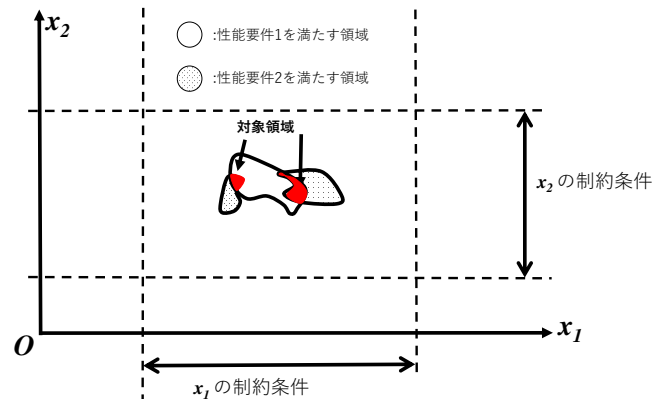 x2
:性能要件1を満たす領域
:性能要件2を満たす領域
対象領域
x2 の制約条件
O
x1
x1 の制約条件